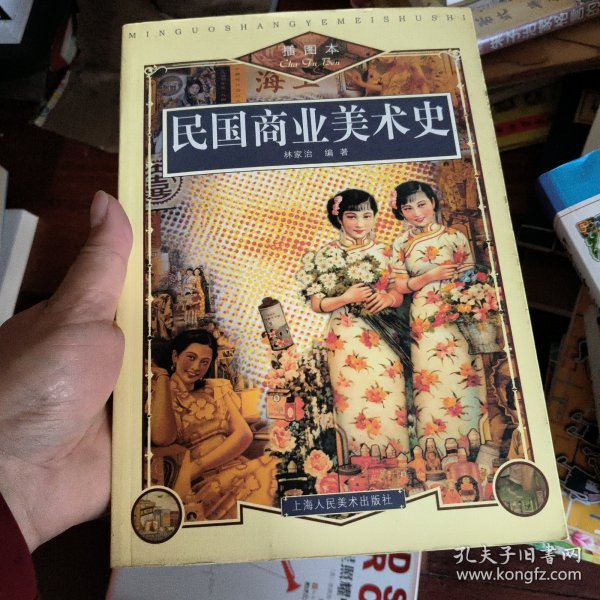 MINGUOSHANGYEMEISHUSHI
插图本
Cha Tu Ben
海上
民国商业美术史
林家治 编著
上海人民美术出版社
孔夫子旧书网
www.kongfz.com